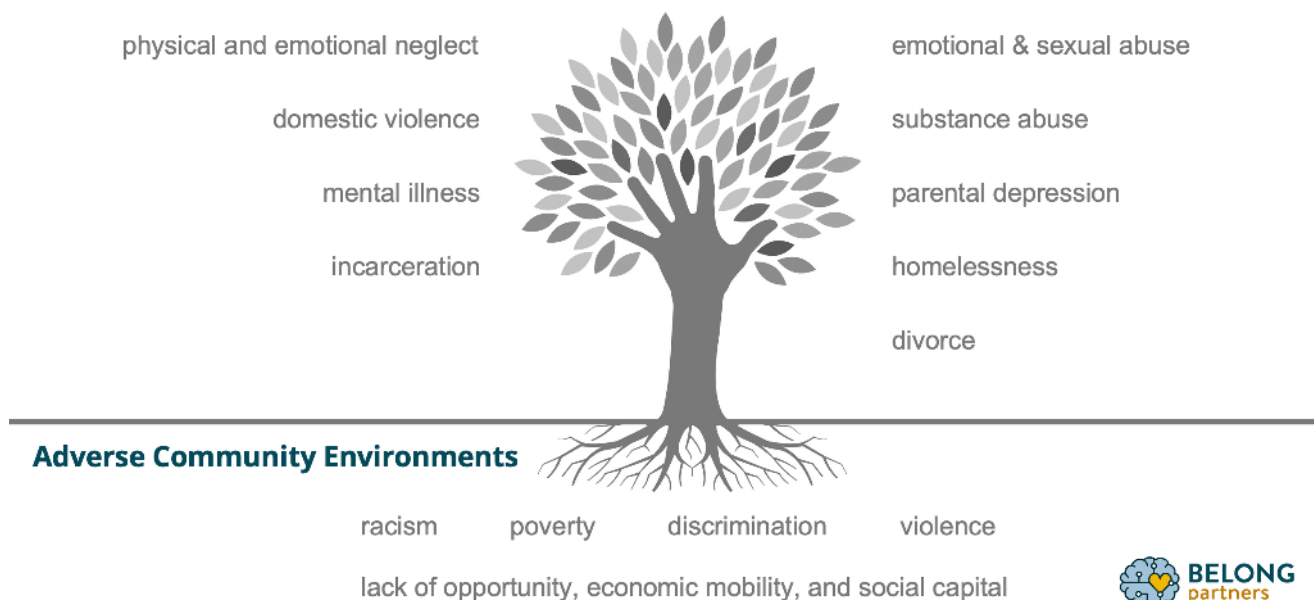 physical and emotional neglect
emotional & sexual abuse
domestic violence
substance abuse
mental illness
parental depression
incarceration
homelessness
divorce
Adverse Community Environments
racism poverty discrimination violence
lack of opportunity, economic mobility, and social capital
BELONG
partners